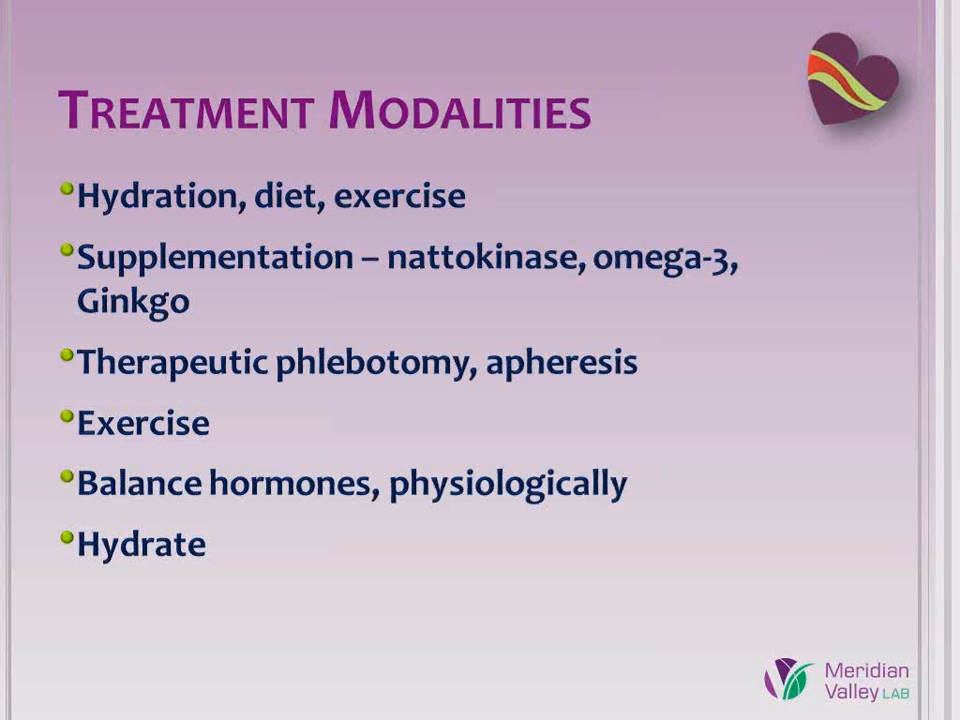 TREATMENT MODALITIES
Hydration, diet, exercise
Supplementation – nattokinase, omega-3,
Ginkgo
Therapeutic phlebotomy, apheresis
Exercise
Balance hormones, physiologically
Hydrate
Meridian
Valley LAB